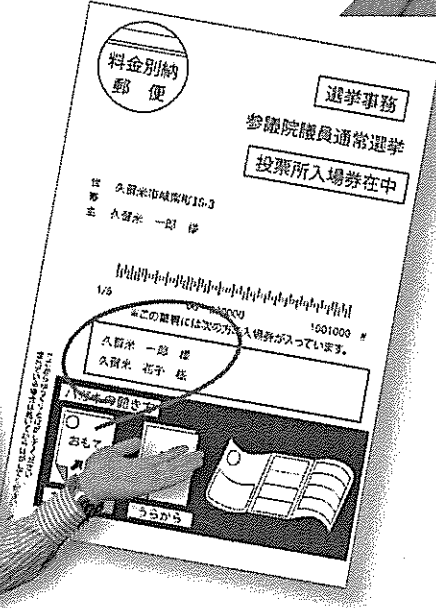 料金別納
郵便
選挙事務
参議院議員通常選挙
投票所入場券在中
久留米市城南町15-3
久留米 一郎 様
1/5
1001000
※この封筒には次の方の入場券が入っています。
久留米 一郎 様
久留米 花子 様
ハガキの開き方
おもて
うらから